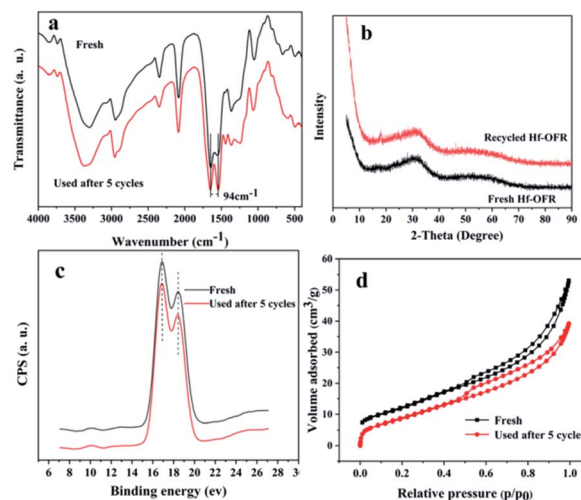 a
Fresh
Used after 5 cycles
94cm⁻¹
Transmittance (a. u.)
4000 3500 3000 2500 2000 1500 1000 500
Wavenumber (cm⁻¹)
b
Recycled Hf-OFR
Fresh Hf-OFR
Intensity
10 20 30 40 50 60 70 80 90
2-Theta (Degree)
c
Fresh
Used after 5 cycles
CPS (a. u.)
6 8 10 12 14 16 18 20 22 24 26 28 3
Binding energy (ev)
d
Fresh
Used after 5 cycle
Volume adsorbed (cm³/g)
60
50
40
30
20
10
0
0.0 0.2 0.4 0.6 0.8 1.0
Relative pressure (p/p0)